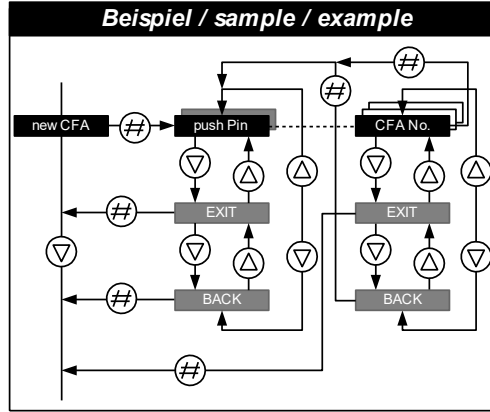 Beispiel / sample / example
#
new CFA # push Pin CFA No.
#
# EXIT EXIT
# BACK BACK
#